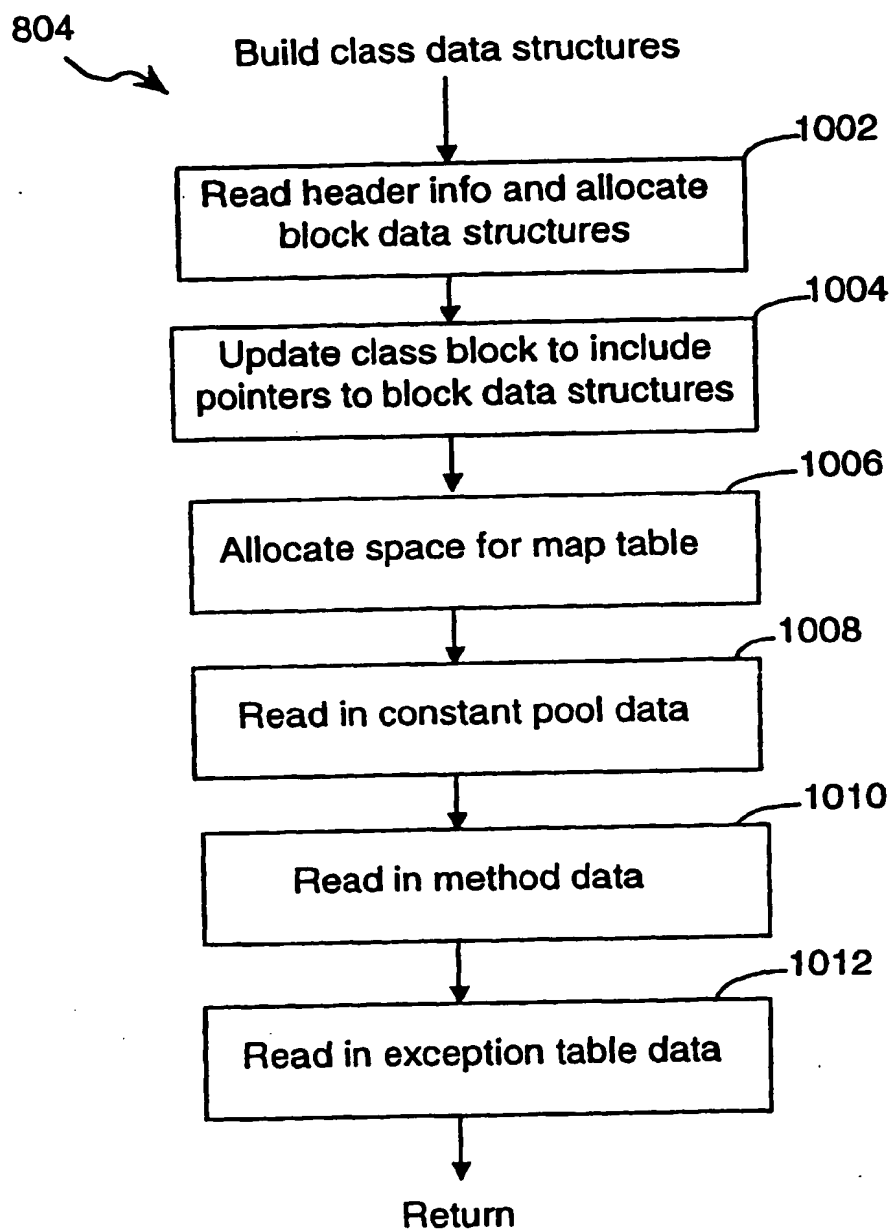 804
Build class data structures
1002
Read header info and allocate
block data structures
1004
Update class block to include
pointers to block data structures
1006
Allocate space for map table
1008
Read in constant pool data
1010
Read in method data
1012
Read in exception table data
Return